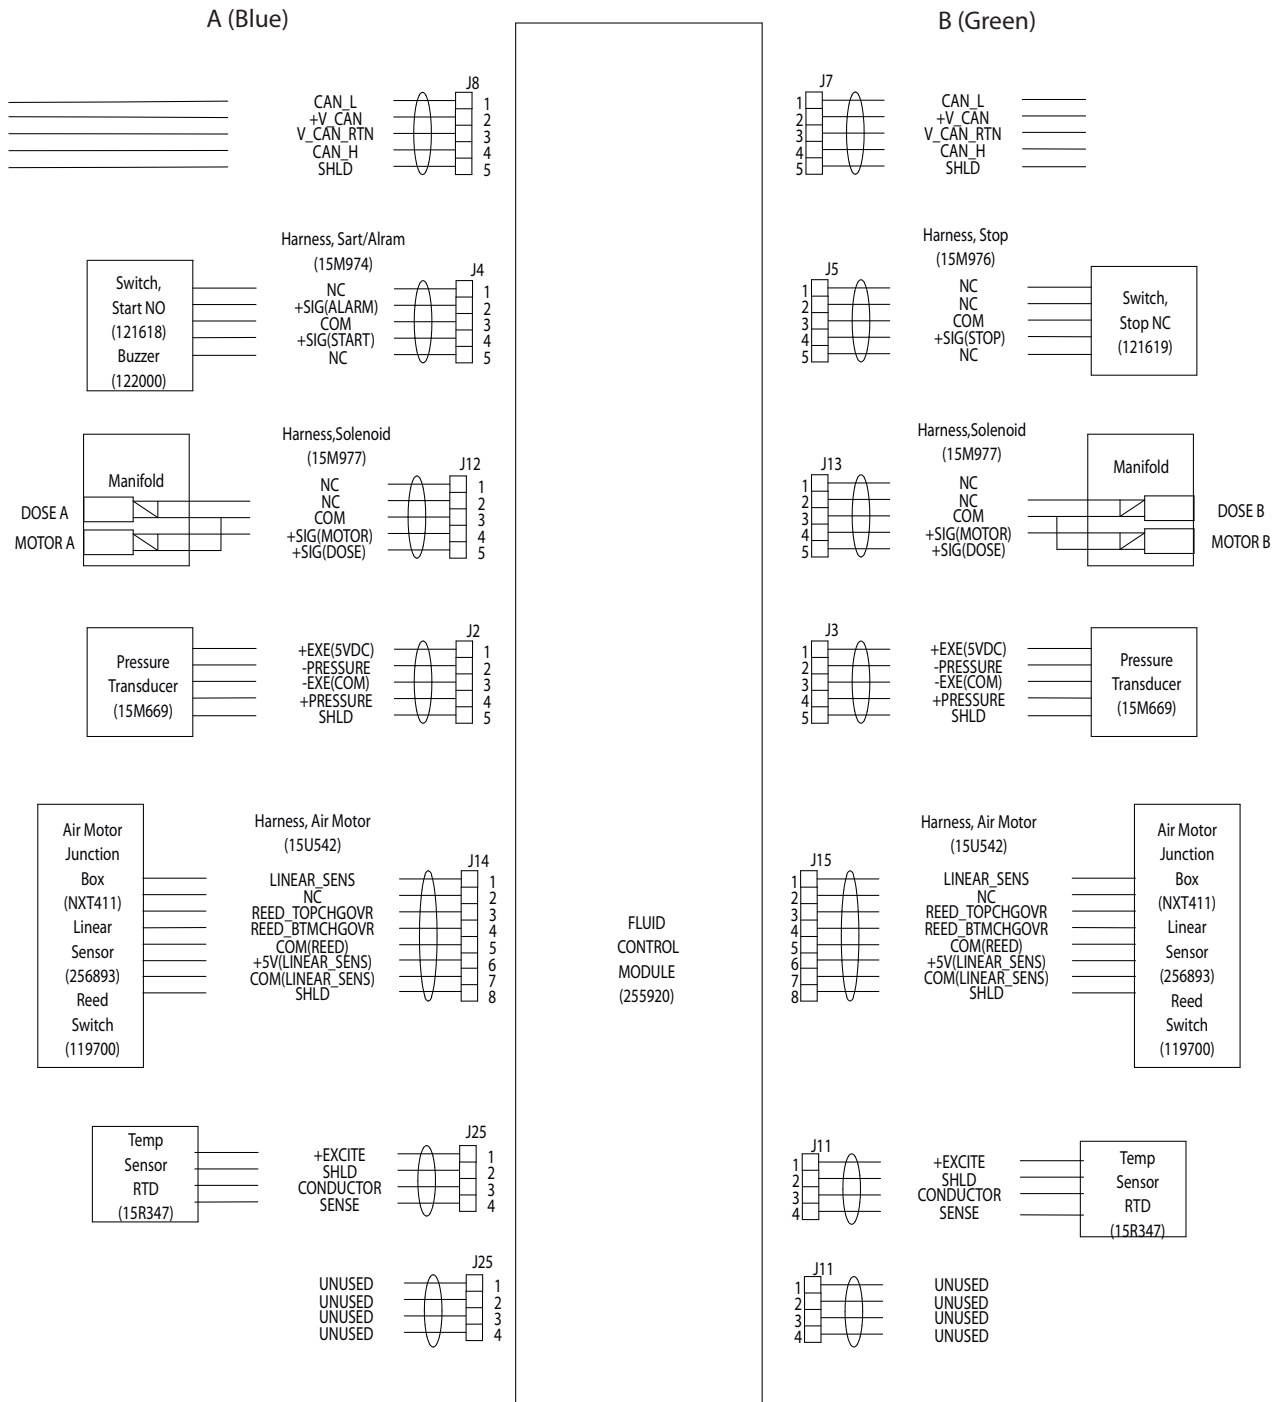 A (Blue)
B (Green)
J8
CAN_L
+V_CAN
V_CAN_RTN
CAN_H
SHLD
1
2
3
4
5
J7
1
2
3
4
5
CAN_L
+V_CAN
V_CAN_RTN
CAN_H
SHLD
Harness, Sart/Alram
(15M974)
J4
Switch,
Start NO
(121618)
Buzzer
(122000)
NC
+SIG(ALARM)
COM
+SIG(START)
NC
1
2
3
4
5
Harness, Stop
(15M976)
J5
1
2
3
4
5
NC
NC
COM
+SIG(STOP)
NC
Switch,
Stop NC
(121619)
Harness,Solenoid
(15M977)
J12
Manifold
DOSE A
MOTOR A
NC
NC
COM
+SIG(MOTOR)
+SIG(DOSE)
1
2
3
4
5
Harness,Solenoid
(15M977)
J13
1
2
3
4
5
NC
NC
COM
+SIG(MOTOR)
+SIG(DOSE)
Manifold
DOSE B
MOTOR B
J2
Pressure
Transducer
(15M669)
+EXE(5VDC)
-PRESSURE
-EXE(COM)
+PRESSURE
SHLD
1
2
3
4
5
J3
1
2
3
4
5
+EXE(5VDC)
-PRESSURE
-EXE(COM)
+PRESSURE
SHLD
Pressure
Transducer
(15M669)
Harness, Air Motor
(15U542)
J14
Air Motor
Junction
Box
(NXT411)
Linear
Sensor
(256893)
Reed
Switch
(119700)
LINEAR_SENS
NC
REED_TOPCHGOVR
REED_BTMCHGOVR
COM(REED)
+5V(LINEAR_SENS)
COM(LINEAR_SENS)
SHLD
1
2
3
4
5
6
7
8
FLUID
CONTROL
MODULE
(255920)
Harness, Air Motor
(15U542)
J15
1
2
3
4
5
6
7
8
LINEAR_SENS
NC
REED_TOPCHGOVR
REED_BTMCHGOVR
COM(REED)
+5V(LINEAR_SENS)
COM(LINEAR_SENS)
SHLD
Air Motor
Junction
Box
(NXT411)
Linear
Sensor
(256893)
Reed
Switch
(119700)
J25
Temp
Sensor
RTD
(15R347)
+EXCITE
SHLD
CONDUCTOR
SENSE
1
2
3
4
J11
1
2
3
4
+EXCITE
SHLD
CONDUCTOR
SENSE
Temp
Sensor
RTD
(15R347)
J25
UNUSED
UNUSED
UNUSED
UNUSED
1
2
3
4
J11
1
2
3
4
UNUSED
UNUSED
UNUSED
UNUSED